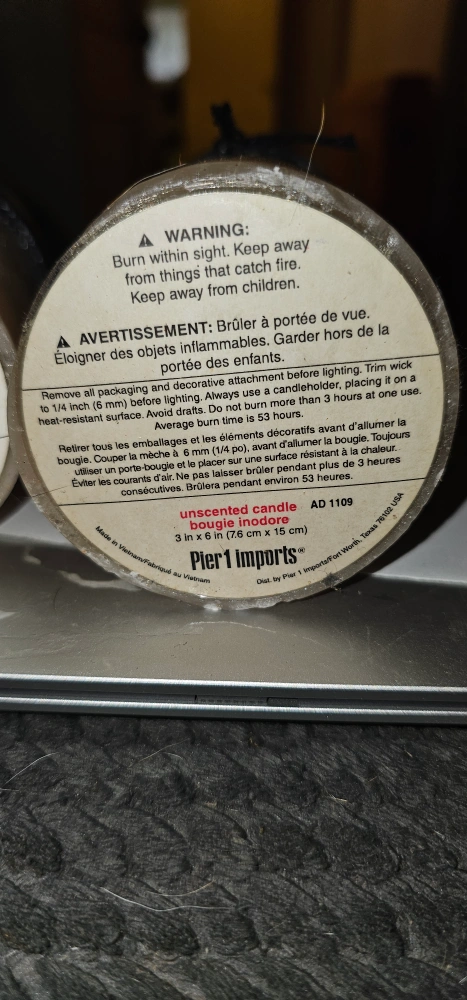 ⚠ WARNING:
Burn within sight. Keep away
from things that catch fire.
Keep away from children.
⚠ AVERTISSEMENT: Brûler à portée de vue.
Éloigner des objets inflammables. Garder hors de la
portée des enfants.
Remove all packaging and decorative attachment before lighting. Trim wick
to 1/4 inch (6 mm) before lighting. Always use a candleholder, placing it on a
heat-resistant surface. Avoid drafts. Do not burn more than 3 hours at one use.
Average burn time is 53 hours.
Retirer tous les emballages et les éléments décoratifs avant d'allumer la
bougie. Couper la mèche à 6 mm (1/4 po), avant d'allumer la bougie. Toujours
utiliser un porte-bougie et le placer sur une surface résistant à la chaleur.
Éviter les courants d'air. Ne pas laisser brûler pendant plus de 3 heures
consécutives. Brûlera pendant environ 53 heures.
unscented candle AD 1109
bougie inodore
3 in x 6 in (7.6 cm x 15 cm)
Pier 1 imports®
Made in Vietnam/Fabriqué au Vietnam
Dist. by Pier 1 Imports/Fort Worth, Texas 76102 USA